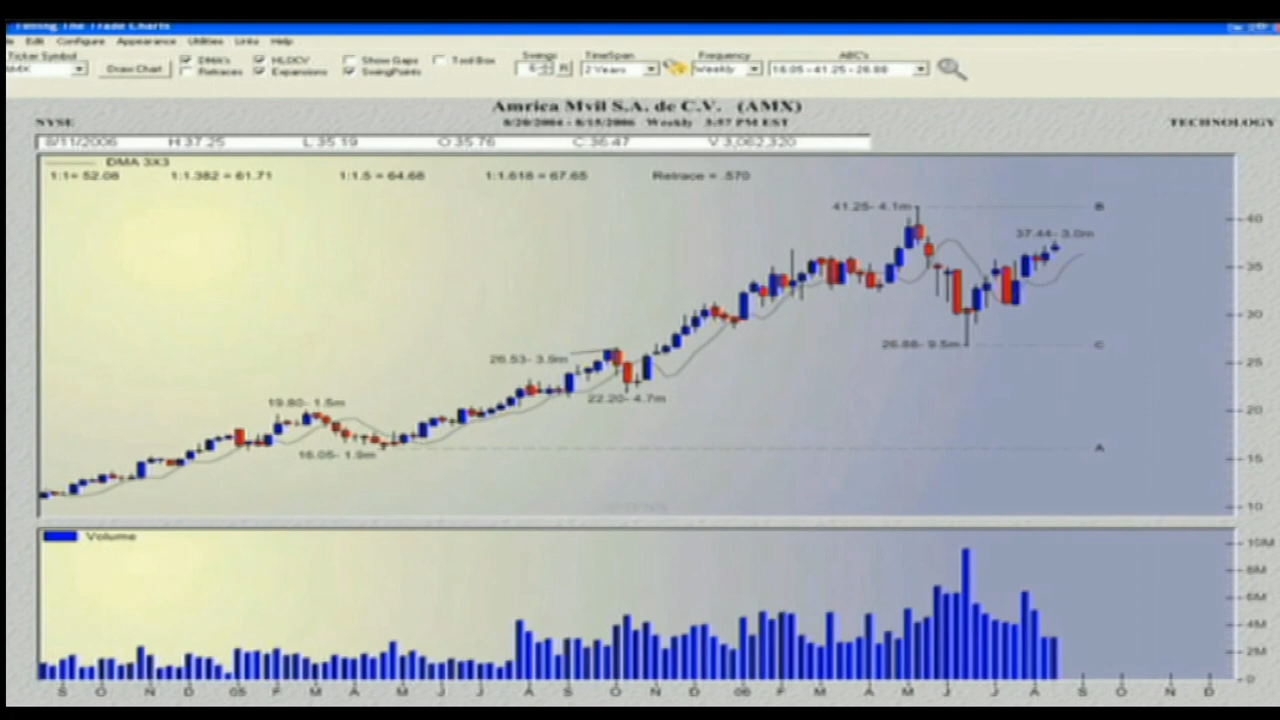 Timing The Trade Charts
Edit Configure Appearance Utilities Links Help
Ticker Symbol DMA's HLOCV Show Gaps Tool Box Swings TimeSpan Frequency ABC's
AMX Draw Chart Retraces Expansions SwingPoints 6 R 2 Years Weekly 16.05 - 41.25 - 26.88
Amrica Mvil S.A. de C.V. (AMX)
NYSE 8/20/2004 - 8/15/2006 Weekly 3:57 PM EST TECHNOLOGY
8/11/2006 H 37.25 L 35.19 O 35.76 C 36.47 V 3,062,320
DMA 3X3
1:1= 52.08 1:1.382 = 61.71 1:1.5 = 64.68 1:1.618 = 67.65 Retrace = .570
41.25- 4.1m B
40
37.44- 3.0m
35
30
26.88- 9.5m C
26.53- 3.9m
25
22.20- 4.7m
19.80- 1.5m
20
16.05- 1.9m A
15
10
Volume
10M
8M
6M
4M
2M
0
S O N D 05 F M A M J J A S O N D 06 F M A M J J A S O N D